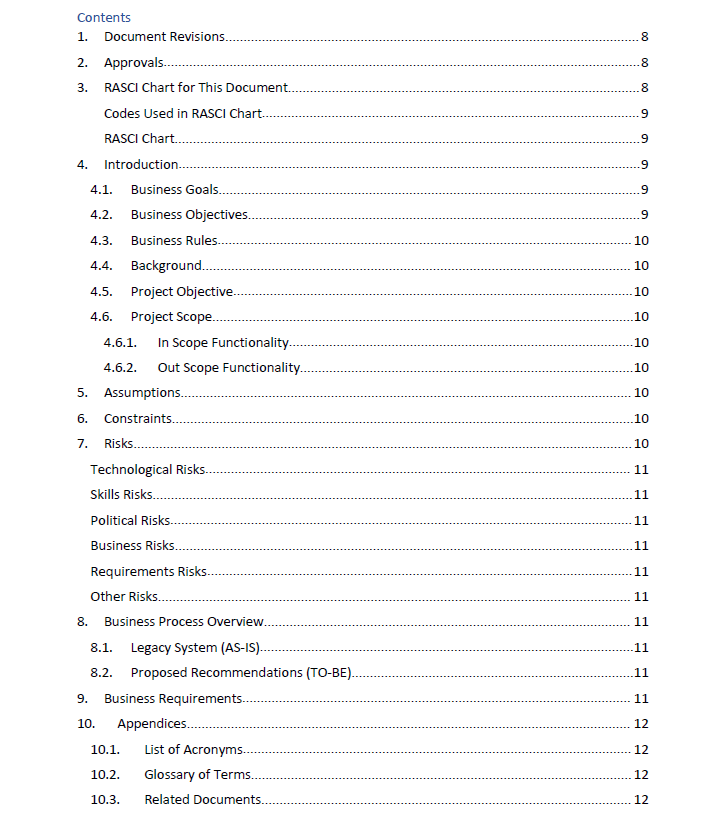 Contents
1. Document Revisions 8
2. Approvals 8
3. RASCI Chart for This Document 8
Codes Used in RASCI Chart 9
RASCI Chart 9
4. Introduction 9
4.1. Business Goals 9
4.2. Business Objectives 9
4.3. Business Rules 10
4.4. Background 10
4.5. Project Objective 10
4.6. Project Scope 10
4.6.1. In Scope Functionality 10
4.6.2. Out Scope Functionality 10
5. Assumptions 10
6. Constraints 10
7. Risks 10
Technological Risks 11
Skills Risks 11
Political Risks 11
Business Risks 11
Requirements Risks 11
Other Risks 11
8. Business Process Overview 11
8.1. Legacy System (AS-IS) 11
8.2. Proposed Recommendations (TO-BE) 11
9. Business Requirements 11
10. Appendices 12
10.1. List of Acronyms 12
10.2. Glossary of Terms 12
10.3. Related Documents 12